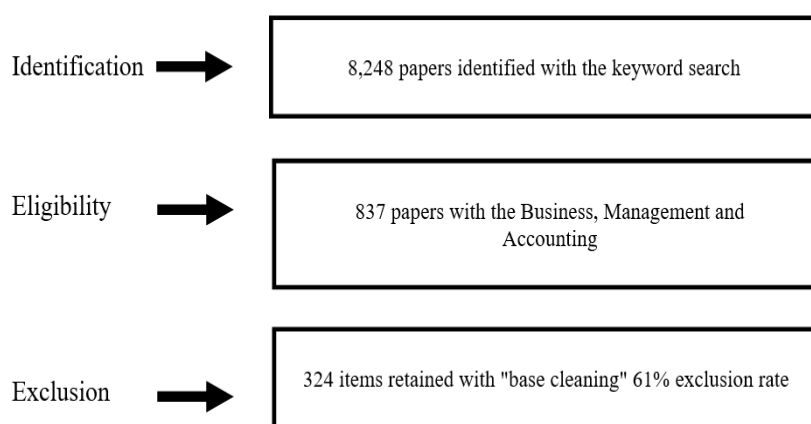 Identification
8,248 papers identified with the keyword search
Eligibility
837 papers with the Business, Management and
Accounting
Exclusion
324 items retained with "base cleaning" 61% exclusion rate